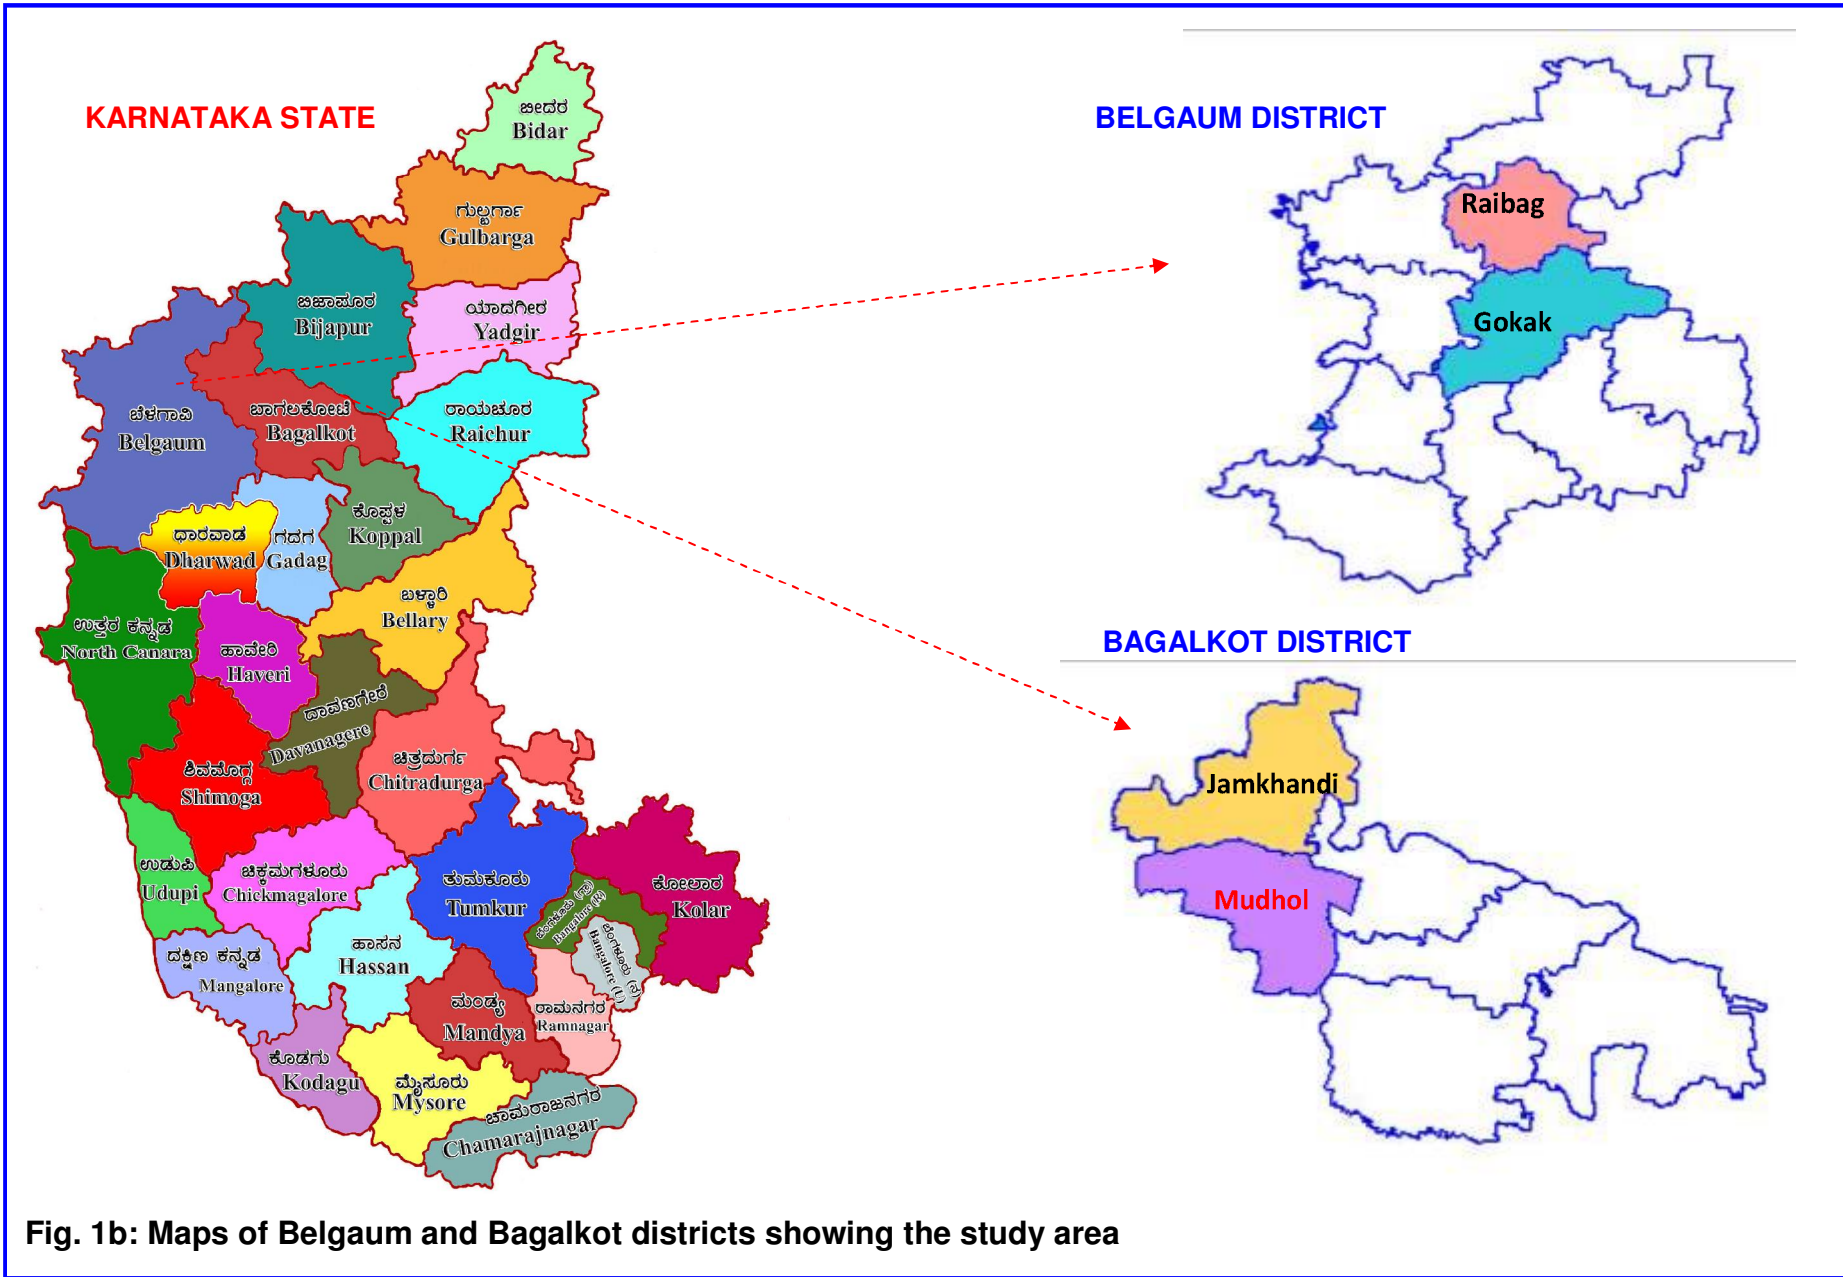 KARNATAKA STATE
ಬೀದರ
Bidar
ಗುಲ್ಬರ್ಗಾ
Gulbarga
ಬಿಜಾಪೂರ
Bijapur
ಯಾದಗೀರ
Yadgir
ಬೆಳಗಾವಿ
Belgaum
ಬಾಗಲಕೋಟೆ
Bagalkot
ರಾಯಚೂರ
Raichur
ಧಾರವಾಡ
Dharwad
ಗದಗ
Gadag
ಕೊಪ್ಪಳ
Koppal
ಬಳ್ಳಾರಿ
Bellary
ಉತ್ತರ ಕನ್ನಡ
North Canara
ಹಾವೇರಿ
Haveri
ದಾವಣಗೇರೆ
Davanagere
ಶಿವಮೊಗ್ಗ
Shimoga
ಚಿತ್ರದುರ್ಗ
Chitradurga
ಉಡುಪಿ
Udupi
ಚಿಕ್ಕಮಗಳೂರು
Chickmagalore
ತುಮಕೂರು
Tumkur
ಕೋಲಾರ
Kolar
ಬೆಂಗಳೂರು (ಗ್ರಾ)
Bangalore (R)
ಬೆಂಗಳೂರು (ನ)
Bangalore (U)
ದಕ್ಷಿಣ ಕನ್ನಡ
Mangalore
ಹಾಸನ
Hassan
ಮಂಡ್ಯ
Mandya
ರಾಮನಗರ
Ramnagar
ಕೊಡಗು
Kodagu
ಮೈಸೂರು
Mysore
ಚಾಮರಾಜನಗರ
Chamarajnagar
BELGAUM DISTRICT
Raibag
Gokak
BAGALKOT DISTRICT
Jamkhandi
Mudhol
Fig. 1b: Maps of Belgaum and Bagalkot districts showing the study area